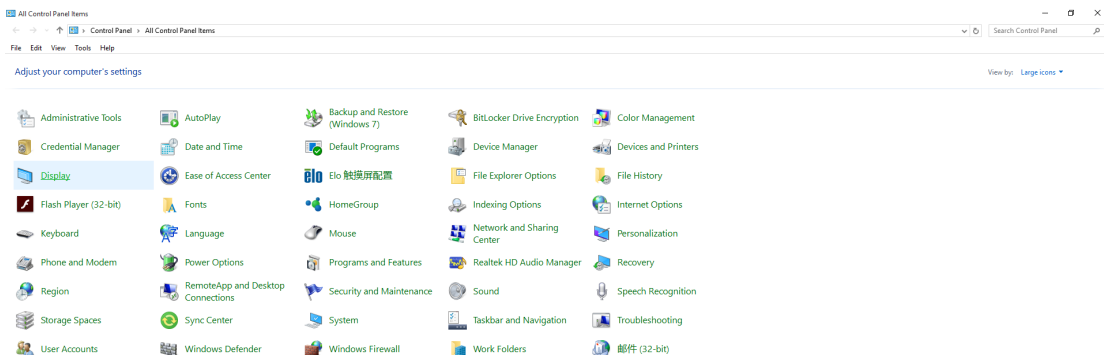 All Control Panel Items
Control Panel › All Control Panel Items
Search Control Panel
File Edit View Tools Help
Adjust your computer's settings
View by: Large icons
Administrative Tools
AutoPlay
Backup and Restore
(Windows 7)
BitLocker Drive Encryption
Color Management
Credential Manager
Date and Time
Default Programs
Device Manager
Devices and Printers
Display
Ease of Access Center
elo
Elo 触摸屏配置
File Explorer Options
File History
Flash Player (32-bit)
Fonts
HomeGroup
Indexing Options
Internet Options
Keyboard
Language
Mouse
Network and Sharing
Center
Personalization
Phone and Modem
Power Options
Programs and Features
Realtek HD Audio Manager
Recovery
Region
RemoteApp and Desktop
Connections
Security and Maintenance
Sound
Speech Recognition
Storage Spaces
Sync Center
System
Taskbar and Navigation
Troubleshooting
User Accounts
Windows Defender
Windows Firewall
Work Folders
邮件 (32-bit)